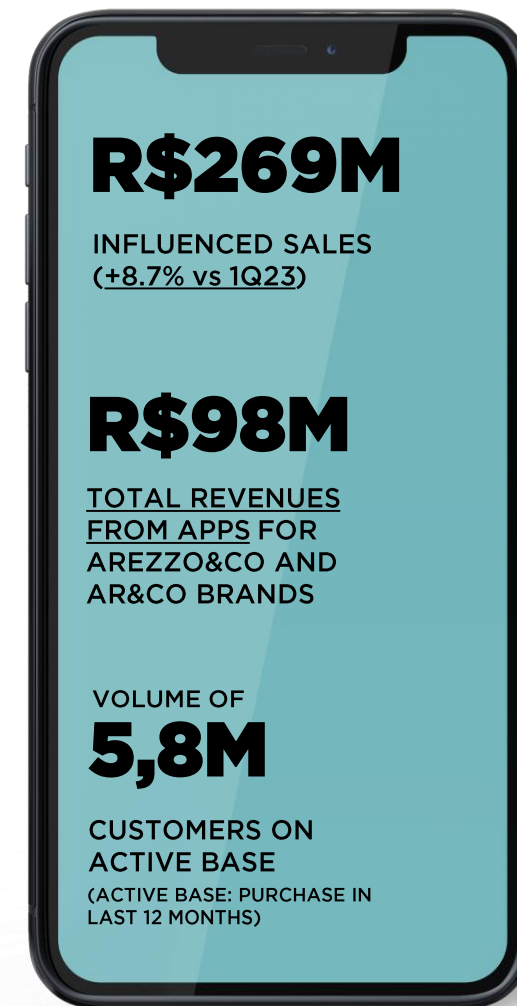 R$269M
INFLUENCED SALES
(+8.7% vs 1Q23)
R$98M
TOTAL REVENUES
FROM APPS FOR
AREZZO&CO AND
AR&CO BRANDS
VOLUME OF
5,8M
CUSTOMERS ON
ACTIVE BASE
(ACTIVE BASE: PURCHASE IN
LAST 12 MONTHS)